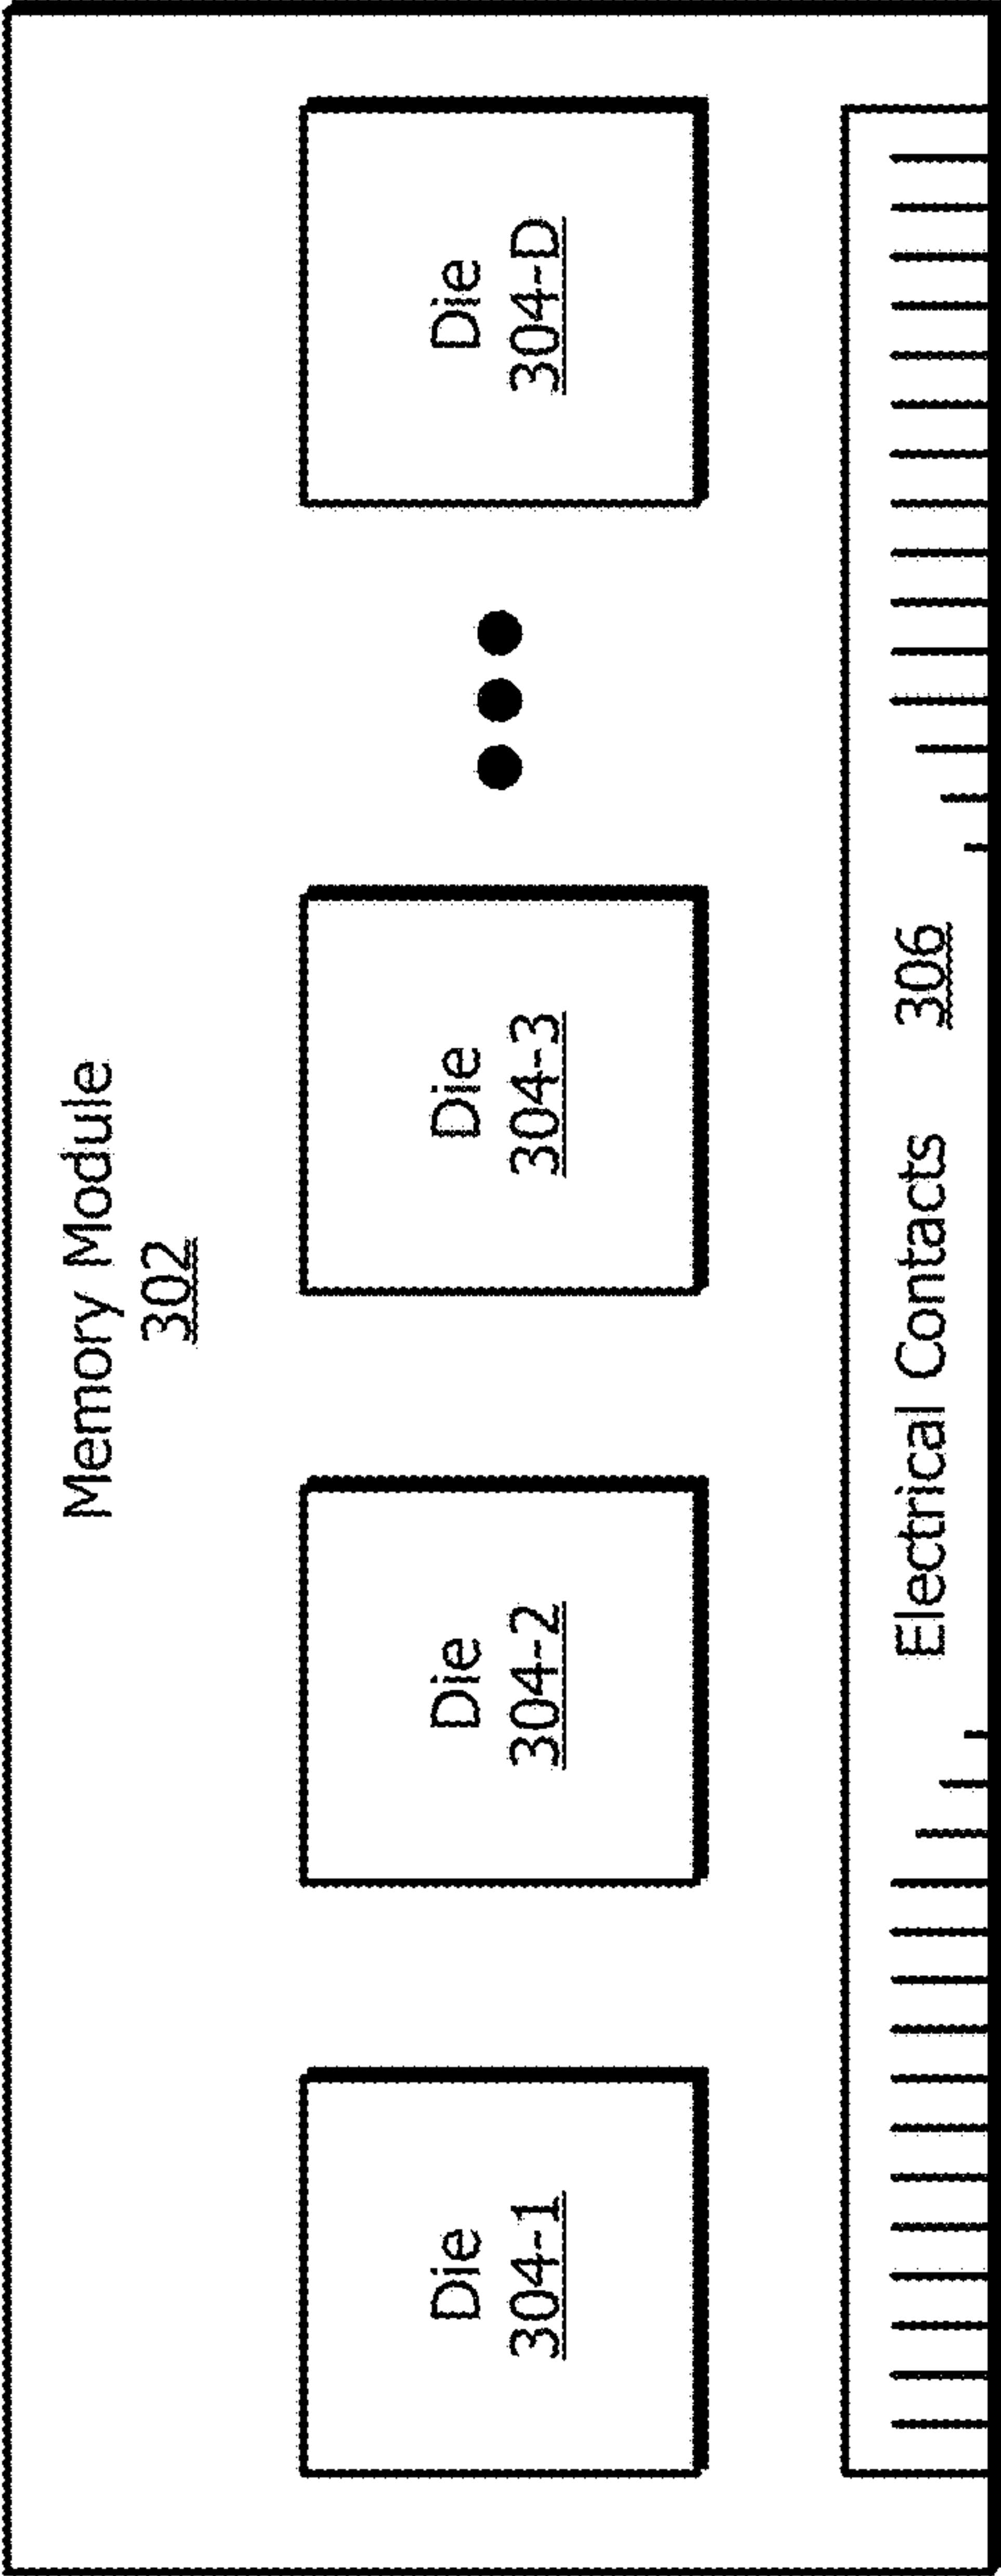 Memory Module
302
Die
304-1
Die
304-2
Die
304-3
Die
304-D
Electrical Contacts 306